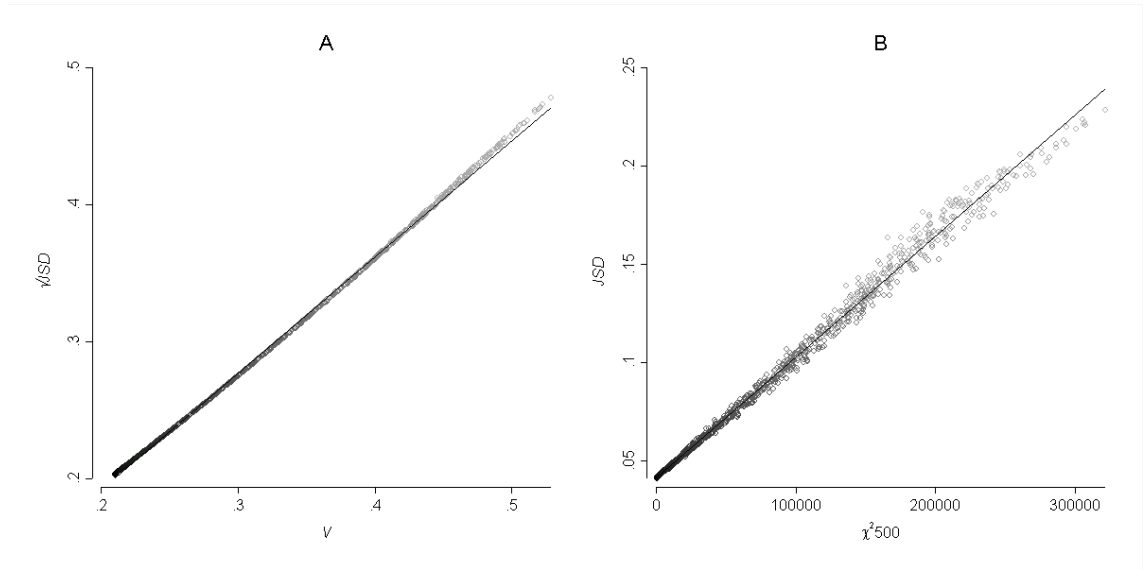 A
.5
.4
.3
.2
√JSD
.2
.3
.4
.5
V
B
.25
.2
.15
.1
.05
JSD
0
100000
200000
300000
χ²500